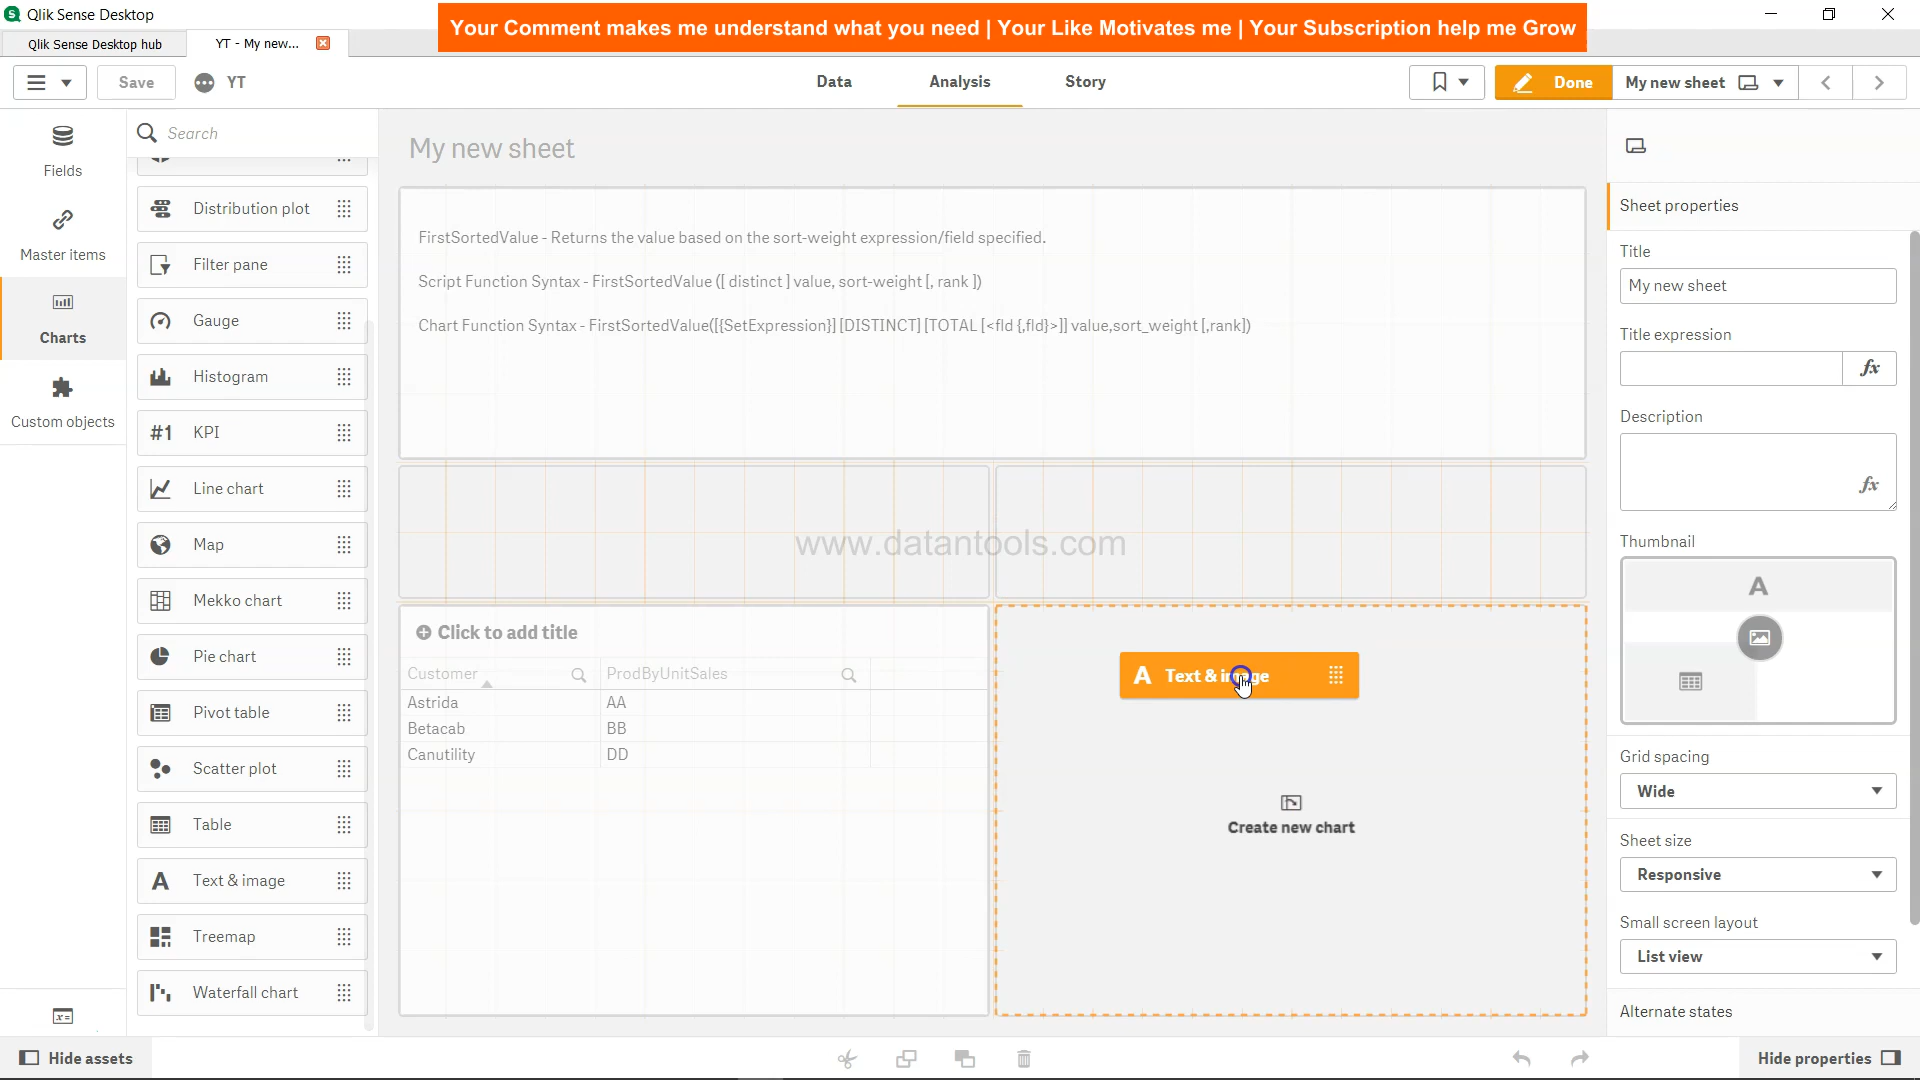 Qlik Sense Desktop
Your Comment makes me understand what you need | Your Like Motivates me | Your Subscription help me Grow
Qlik Sense Desktop hub
YT - My new...
Save
YT
Data
Analysis
Story
Done
My new sheet
Fields
Master items
Charts
Custom objects
Search
Distribution plot
Filter pane
Gauge
Histogram
#1 KPI
Line chart
Map
Mekko chart
Pie chart
Pivot table
Scatter plot
Table
A Text & image
Treemap
Waterfall chart
My new sheet
FirstSortedValue - Returns the value based on the sort-weight expression/field specified.
Script Function Syntax - FirstSortedValue ([ distinct ] value, sort-weight [, rank ])
Chart Function Syntax - FirstSortedValue([{SetExpression}] [DISTINCT] [TOTAL [<fld {,fld}>]] value,sort_weight [,rank])
www.datantools.com
Click to add title
Customer ProdByUnitSales
Astrida AA
Betacab BB
Canutility DD
A Text & image
Create new chart
Sheet properties
Title
My new sheet
Title expression
fx
Description
fx
Thumbnail
A
Grid spacing
Wide
Sheet size
Responsive
Small screen layout
List view
Alternate states
Hide assets
Hide properties